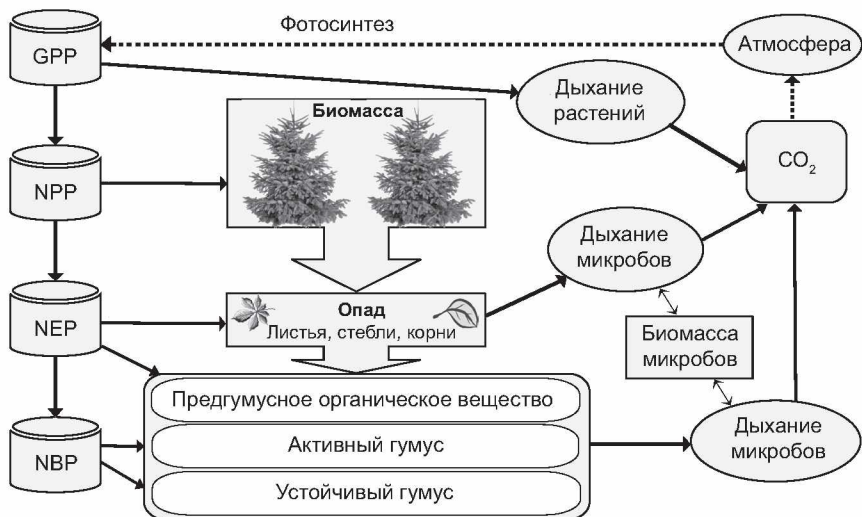 Фотосинтез
GPP
Атмосфера
Дыхание
растений
Биомасса
CO₂
NPP
Дыхание
микробов
NEP
Опад
Листья, стебли, корни
Биомасса
микробов
Предгумусное органическое вещество
NBP
Активный гумус
Дыхание
микробов
Устойчивый гумус